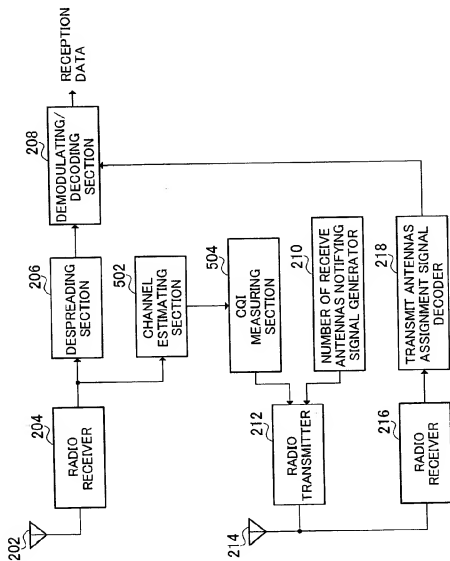 202
204
RADIO
RECEIVER
206
DESPREADING
SECTION
208
DEMODULATING/
DECODING
SECTION
RECEPTION
DATA
502
CHANNEL
ESTIMATING
SECTION
504
CQI
MEASURING
SECTION
210
NUMBER OF RECEIVE
ANTENNAS NOTIFYING
SIGNAL GENERATOR
212
RADIO
TRANSMITTER
214
216
RADIO
RECEIVER
218
TRANSMIT ANTENNAS
ASSIGNMENT SIGNAL
DECODER